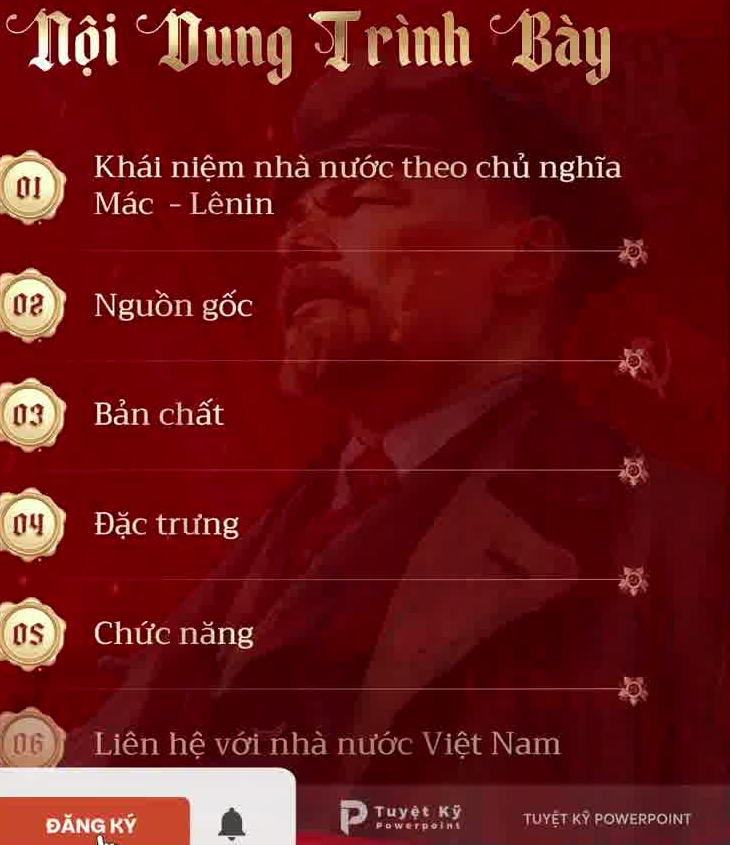 Nội Dung Trình Bày
01
Khái niệm nhà nước theo chủ nghĩa
Mác - Lênin
02
Nguồn gốc
03
Bản chất
04
Đặc trưng
05
Chức năng
06
Liên hệ với nhà nước Việt Nam
ĐĂNG KÝ
Tuyệt Kỹ
Powerpoint
TUYỆT KỸ POWERPOINT